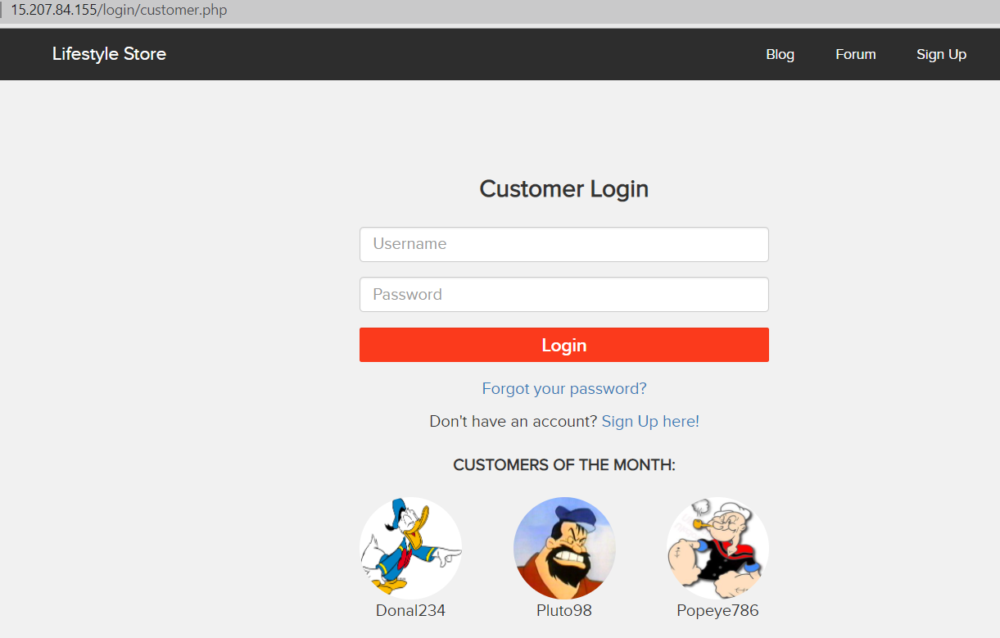 15.207.84.155/login/customer.php
Lifestyle Store Blog Forum Sign Up
Customer Login
Username
Password
Login
Forgot your password?
Don't have an account? Sign Up here!
CUSTOMERS OF THE MONTH:
Donal234 Pluto98 Popeye786